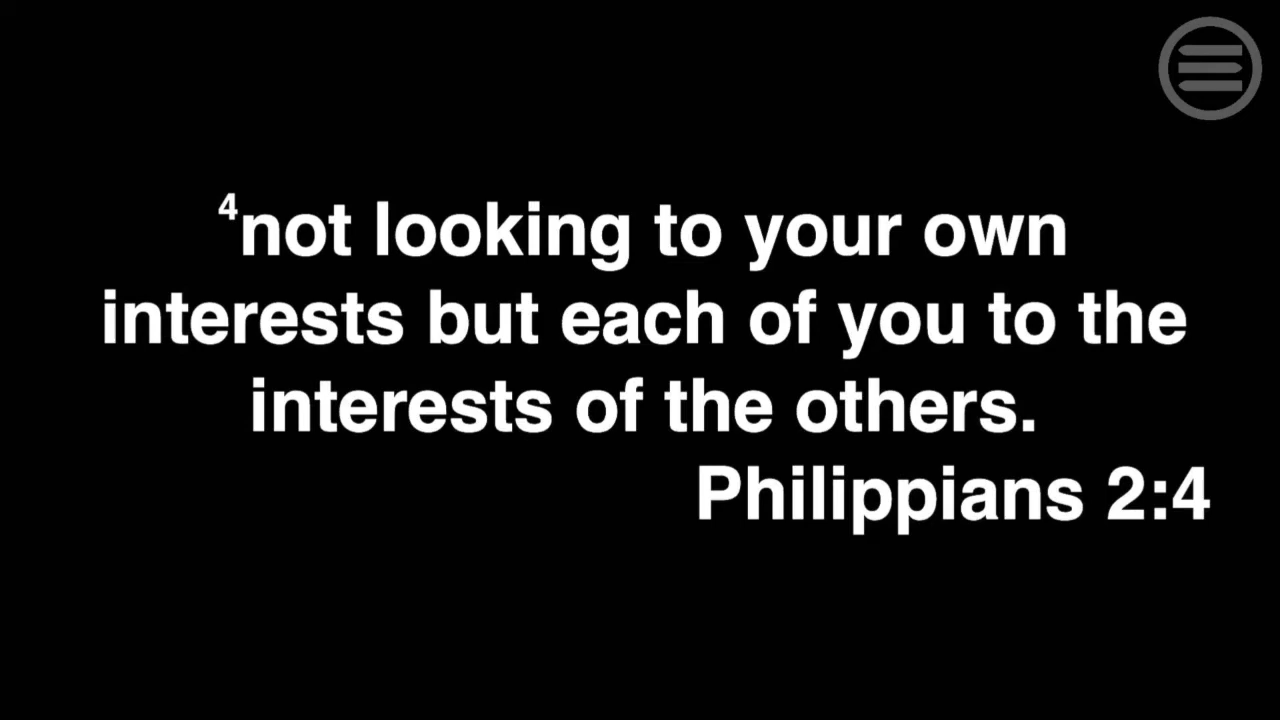 ⁴not looking to your own
interests but each of you to the
interests of the others.
Philippians 2:4